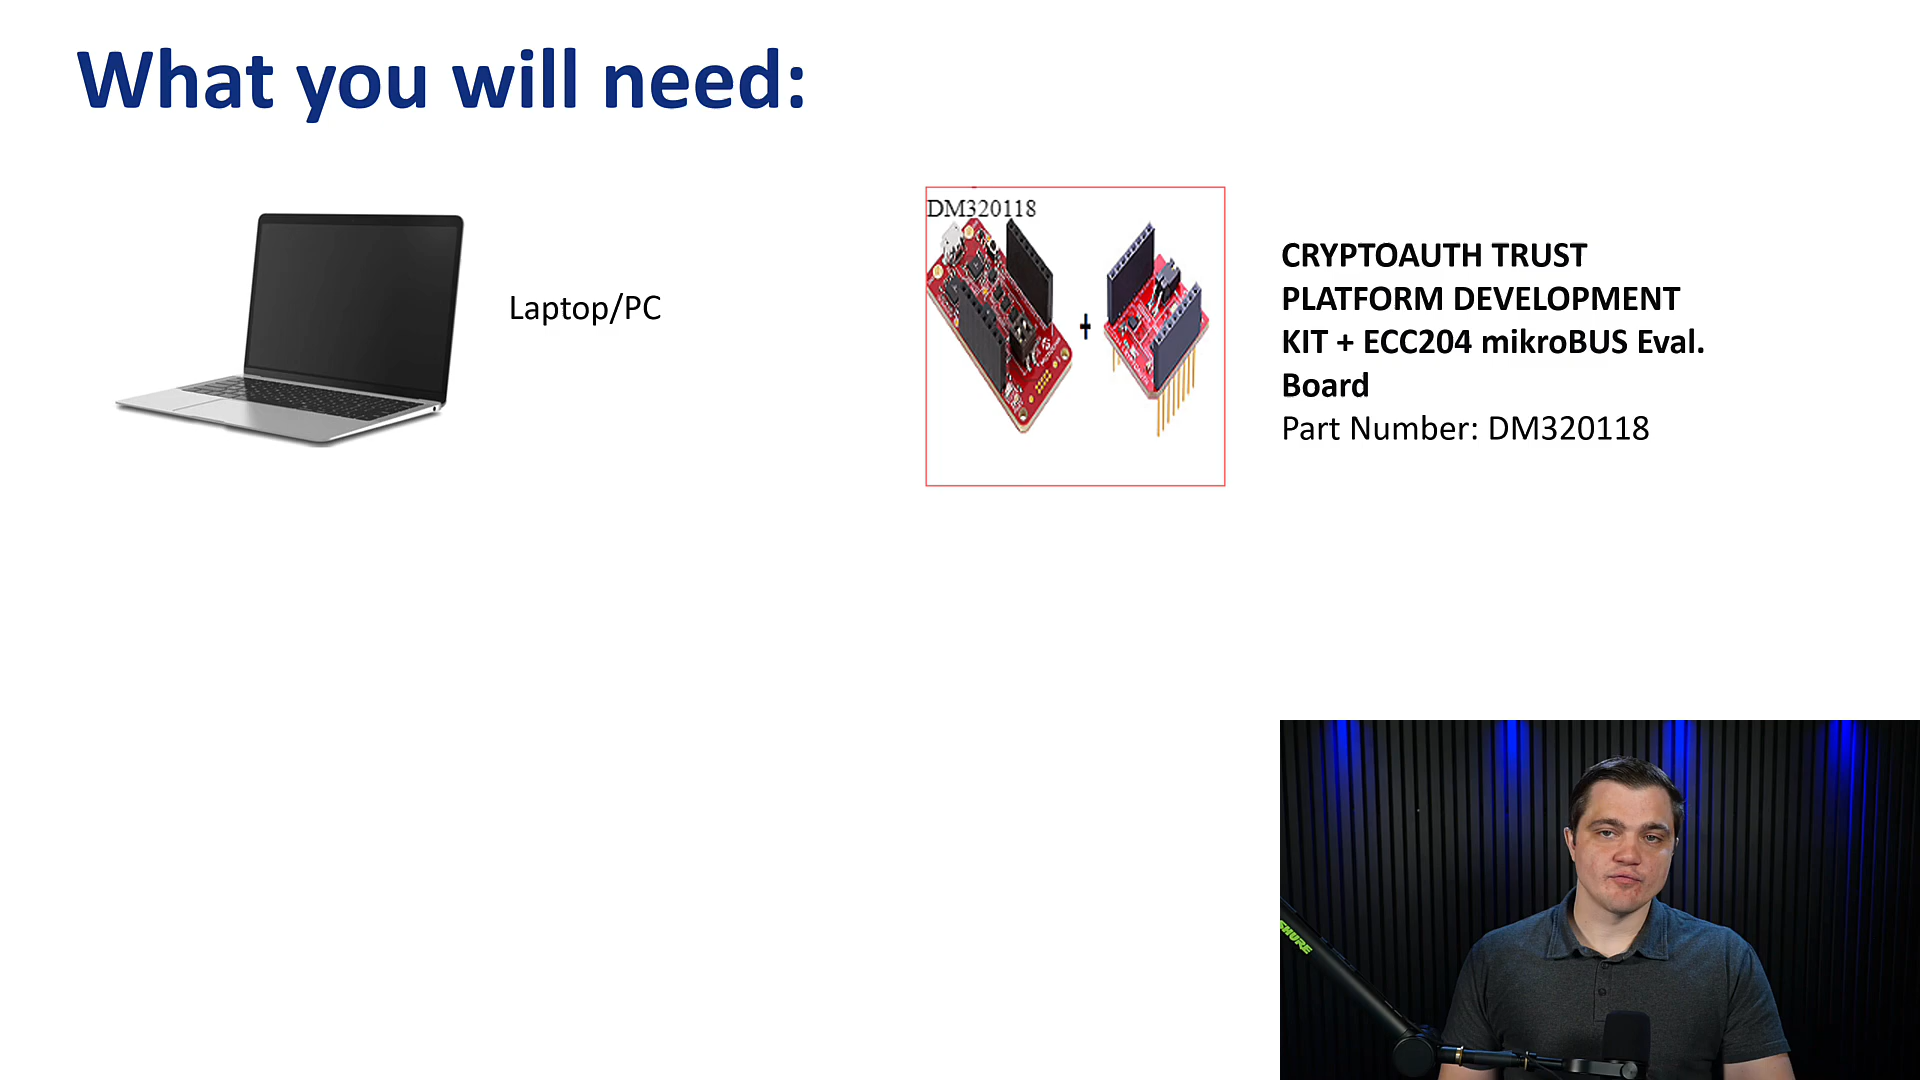 What you will need:
Laptop/PC
DM320118
+
CRYPTOAUTH TRUST
PLATFORM DEVELOPMENT
KIT + ECC204 mikroBUS Eval.
Board
Part Number: DM320118
SHURE